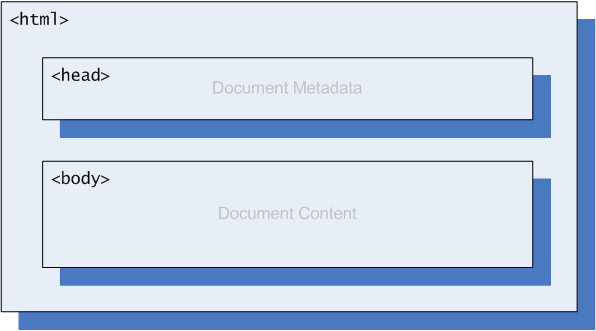 <html>
<head>
Document Metadata
<body>
Document Content